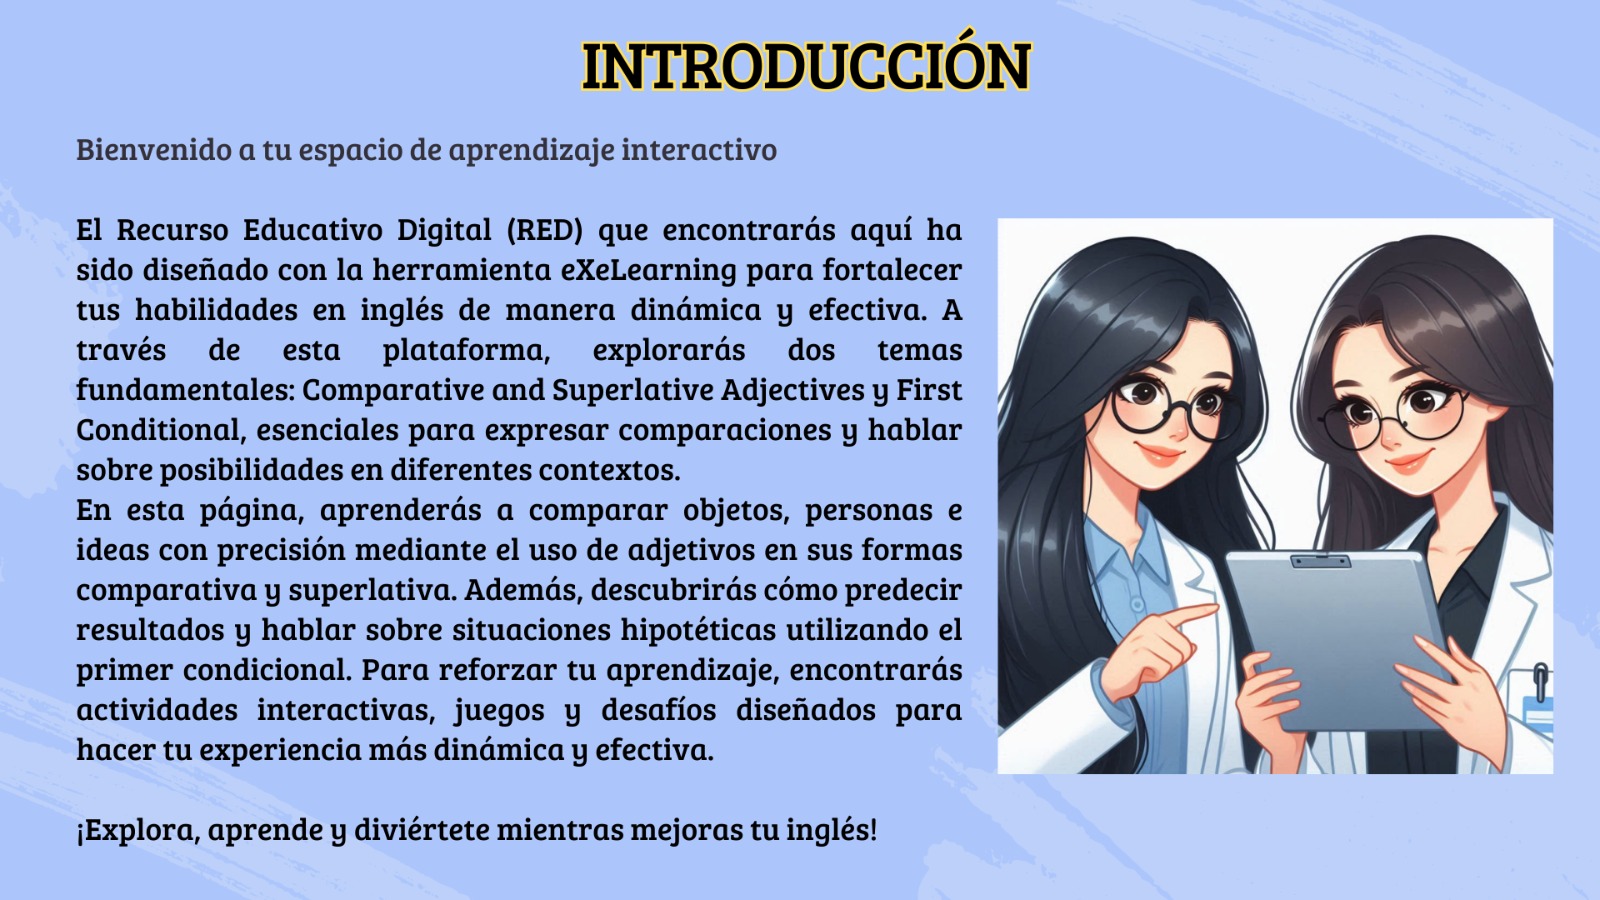 INTRODUCCIÓN
Bienvenido a tu espacio de aprendizaje interactivo
El Recurso Educativo Digital (RED) que encontrarás aquí ha
sido diseñado con la herramienta eXeLearning para fortalecer
tus habilidades en inglés de manera dinámica y efectiva. A
través de esta plataforma, explorarás dos temas
fundamentales: Comparative and Superlative Adjectives y First
Conditional, esenciales para expresar comparaciones y hablar
sobre posibilidades en diferentes contextos.
En esta página, aprenderás a comparar objetos, personas e
ideas con precisión mediante el uso de adjetivos en sus formas
comparativa y superlativa. Además, descubrirás cómo predecir
resultados y hablar sobre situaciones hipotéticas utilizando el
primer condicional. Para reforzar tu aprendizaje, encontrarás
actividades interactivas, juegos y desafíos diseñados para
hacer tu experiencia más dinámica y efectiva.
¡Explora, aprende y diviértete mientras mejoras tu inglés!